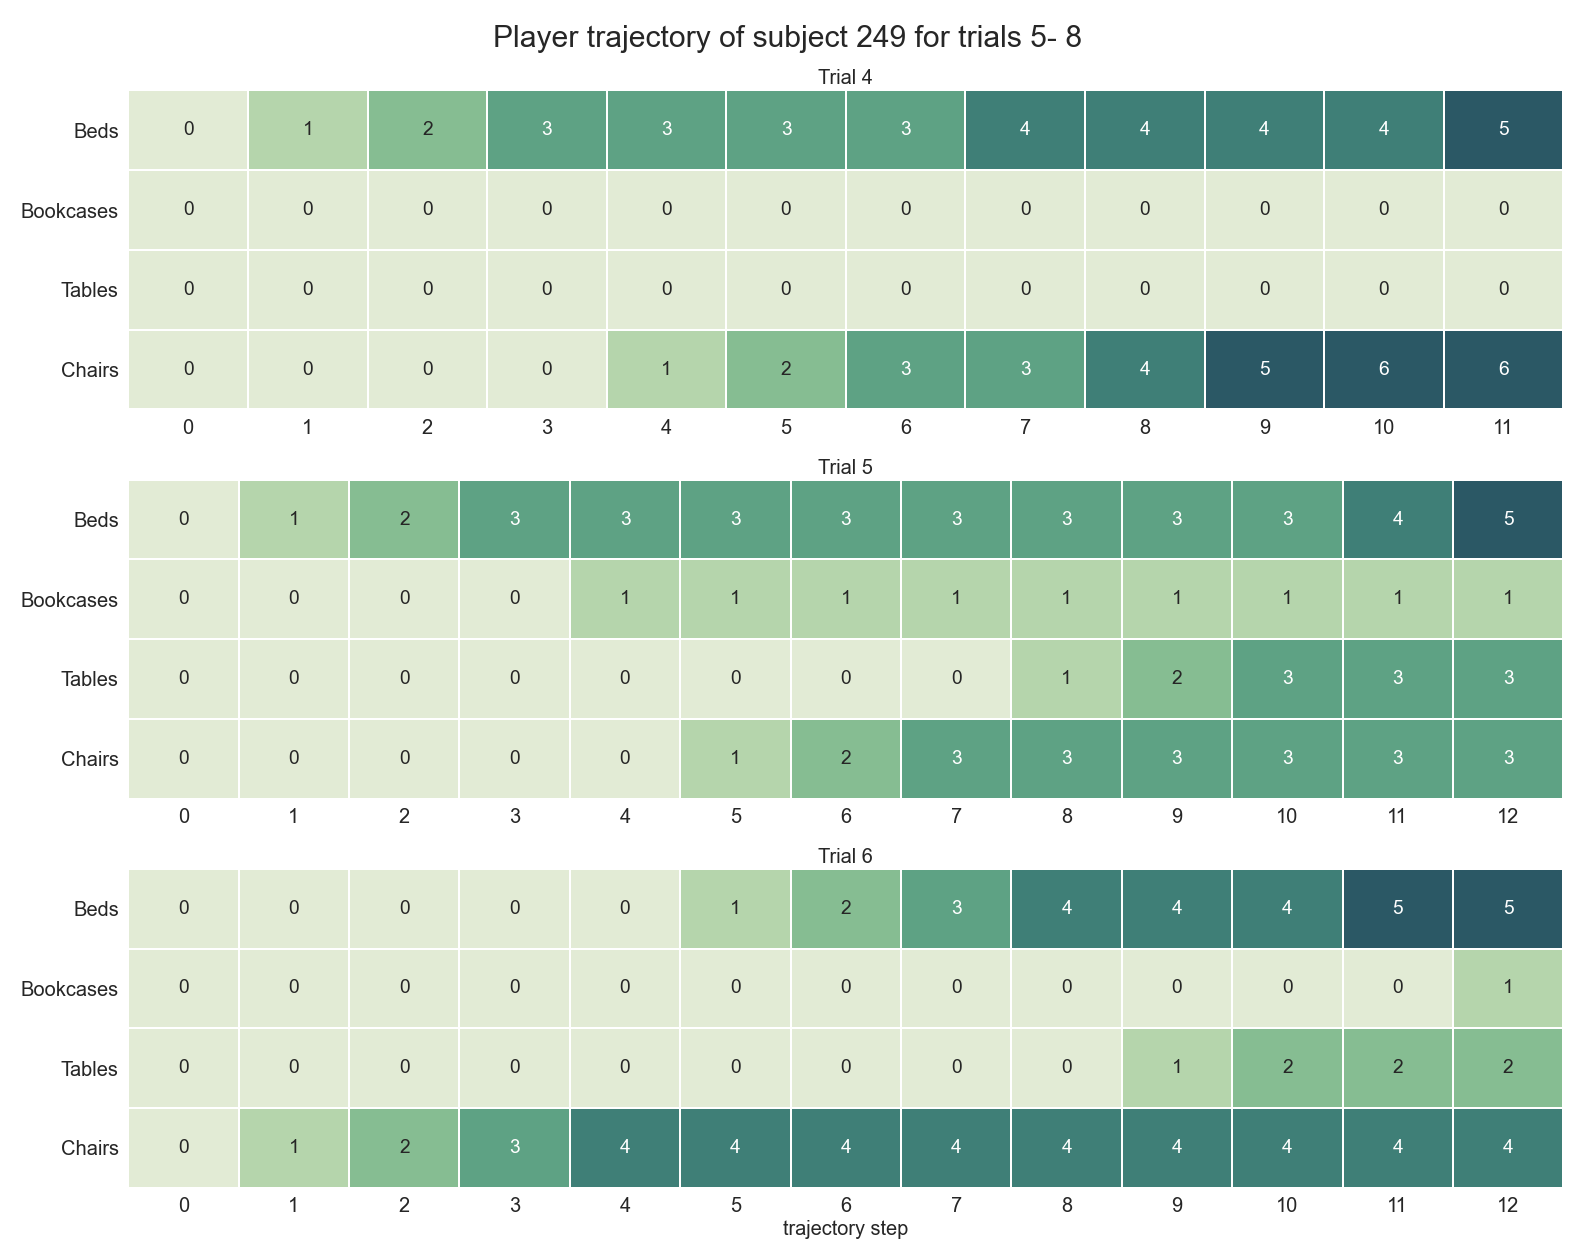 Player trajectory of subject 249 for trials 5- 8
Trial 4
Beds 0 1 2 3 3 3 3 4 4 4 4 5
Bookcases 0 0 0 0 0 0 0 0 0 0 0 0
Tables 0 0 0 0 0 0 0 0 0 0 0 0
Chairs 0 0 0 0 1 2 3 3 4 5 6 6
0 1 2 3 4 5 6 7 8 9 10 11
Trial 5
Beds 0 1 2 3 3 3 3 3 3 3 3 4 5
Bookcases 0 0 0 0 1 1 1 1 1 1 1 1 1
Tables 0 0 0 0 0 0 0 0 1 2 3 3 3
Chairs 0 0 0 0 0 1 2 3 3 3 3 3 3
0 1 2 3 4 5 6 7 8 9 10 11 12
Trial 6
Beds 0 0 0 0 0 1 2 3 4 4 4 5 5
Bookcases 0 0 0 0 0 0 0 0 0 0 0 0 1
Tables 0 0 0 0 0 0 0 0 0 1 2 2 2
Chairs 0 1 2 3 4 4 4 4 4 4 4 4 4
0 1 2 3 4 5 6 7 8 9 10 11 12
trajectory step